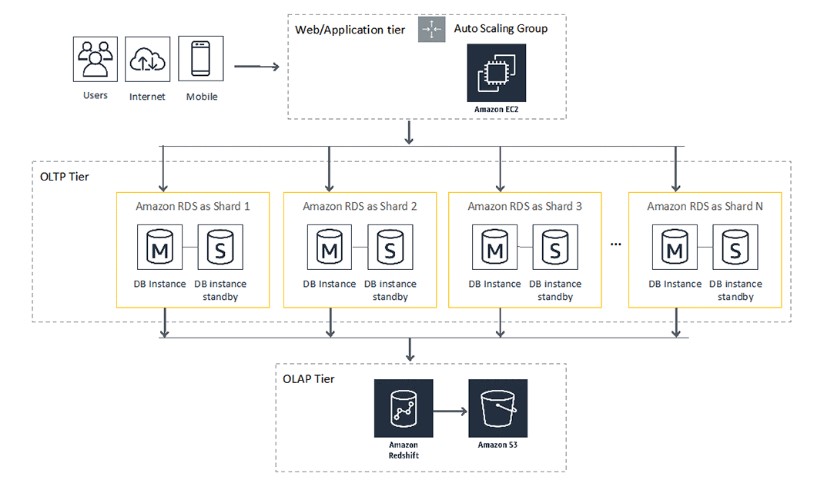 Web/Application tier
Auto Scaling Group
Amazon EC2
Users
Internet
Mobile
OLTP Tier
Amazon RDS as Shard 1
M
S
DB Instance
DB instance
standby
Amazon RDS as Shard 2
M
S
DB Instance
DB instance
standby
Amazon RDS as Shard 3
M
S
DB Instance
DB instance
standby
...
Amazon RDS as Shard N
M
S
DB Instance
DB instance
standby
OLAP Tier
Amazon
Redshift
Amazon S3